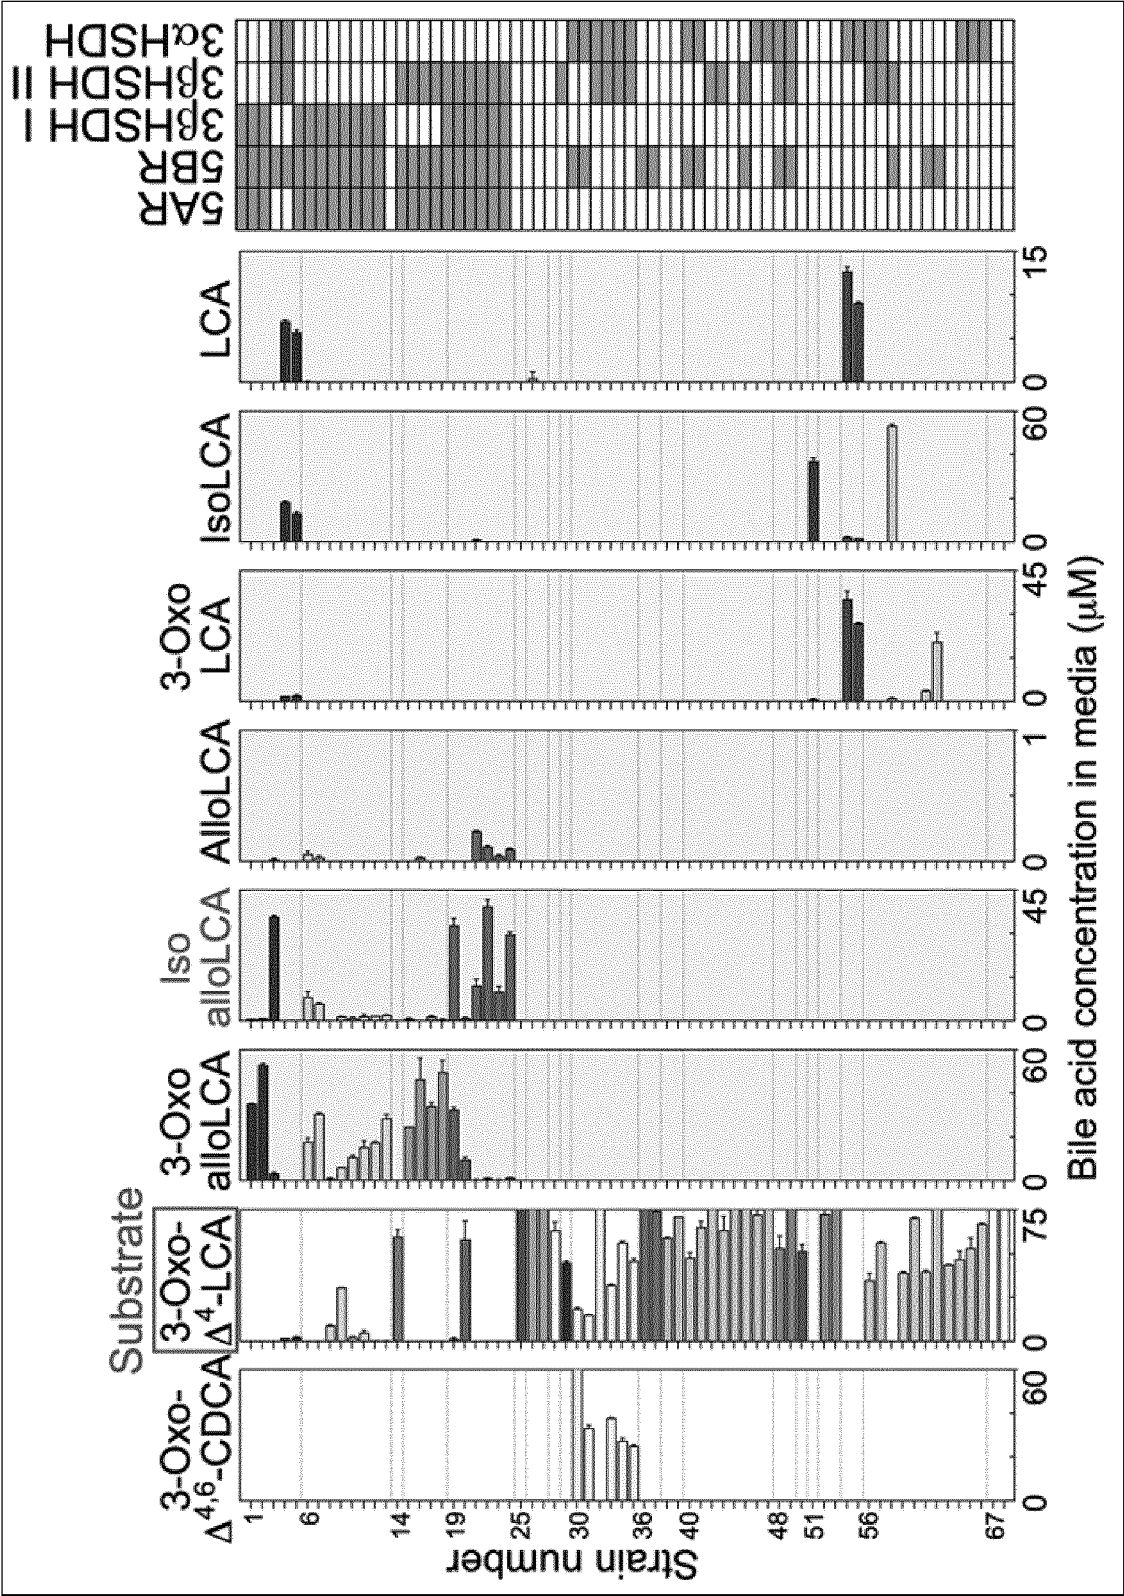 3αHSDH
3βHSDH II
3βHSDH I
5BR
5AR
LCA
0
15
IsoLCA
0
60
3-Oxo
LCA
0
45
AlloLCA
0
1
Iso
alloLCA
0
45
3-Oxo
alloLCA
0
60
Substrate
3-Oxo-
Δ4-LCA
0
75
3-Oxo-
Δ4,6-CDCA
0
60
1
6
14
19
25
30
36
40
48
51
56
67
Strain number
Bile acid concentration in media (μM)